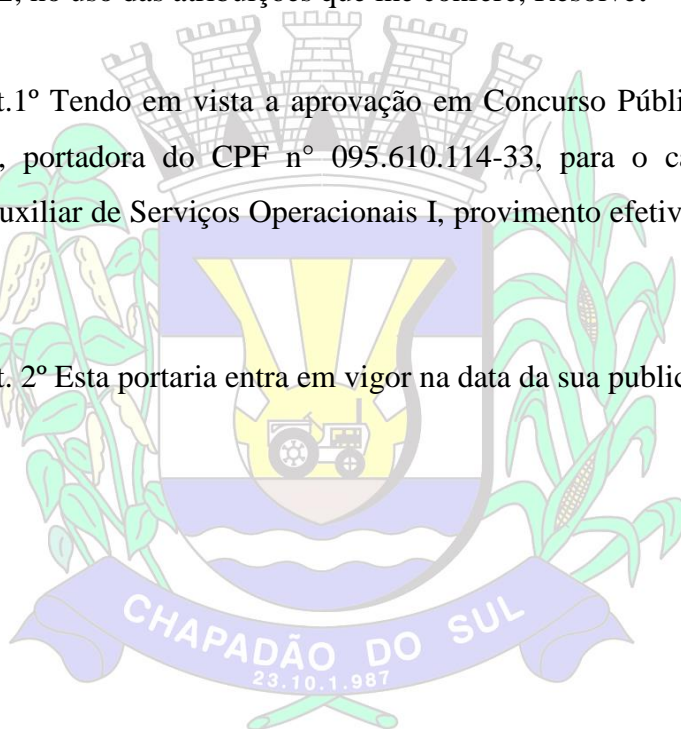 no uso das atribuições que lhe confere, Resolve:
t.1º Tendo em vista a aprovação em Concurso Públi
, portadora do CPF n° 095.610.114-33, para o ca
uxiliar de Serviços Operacionais I, provimento efetiv
t. 2º Esta portaria entra em vigor na data da sua public
CHAPADÃO DO SUL
23.10.1.987